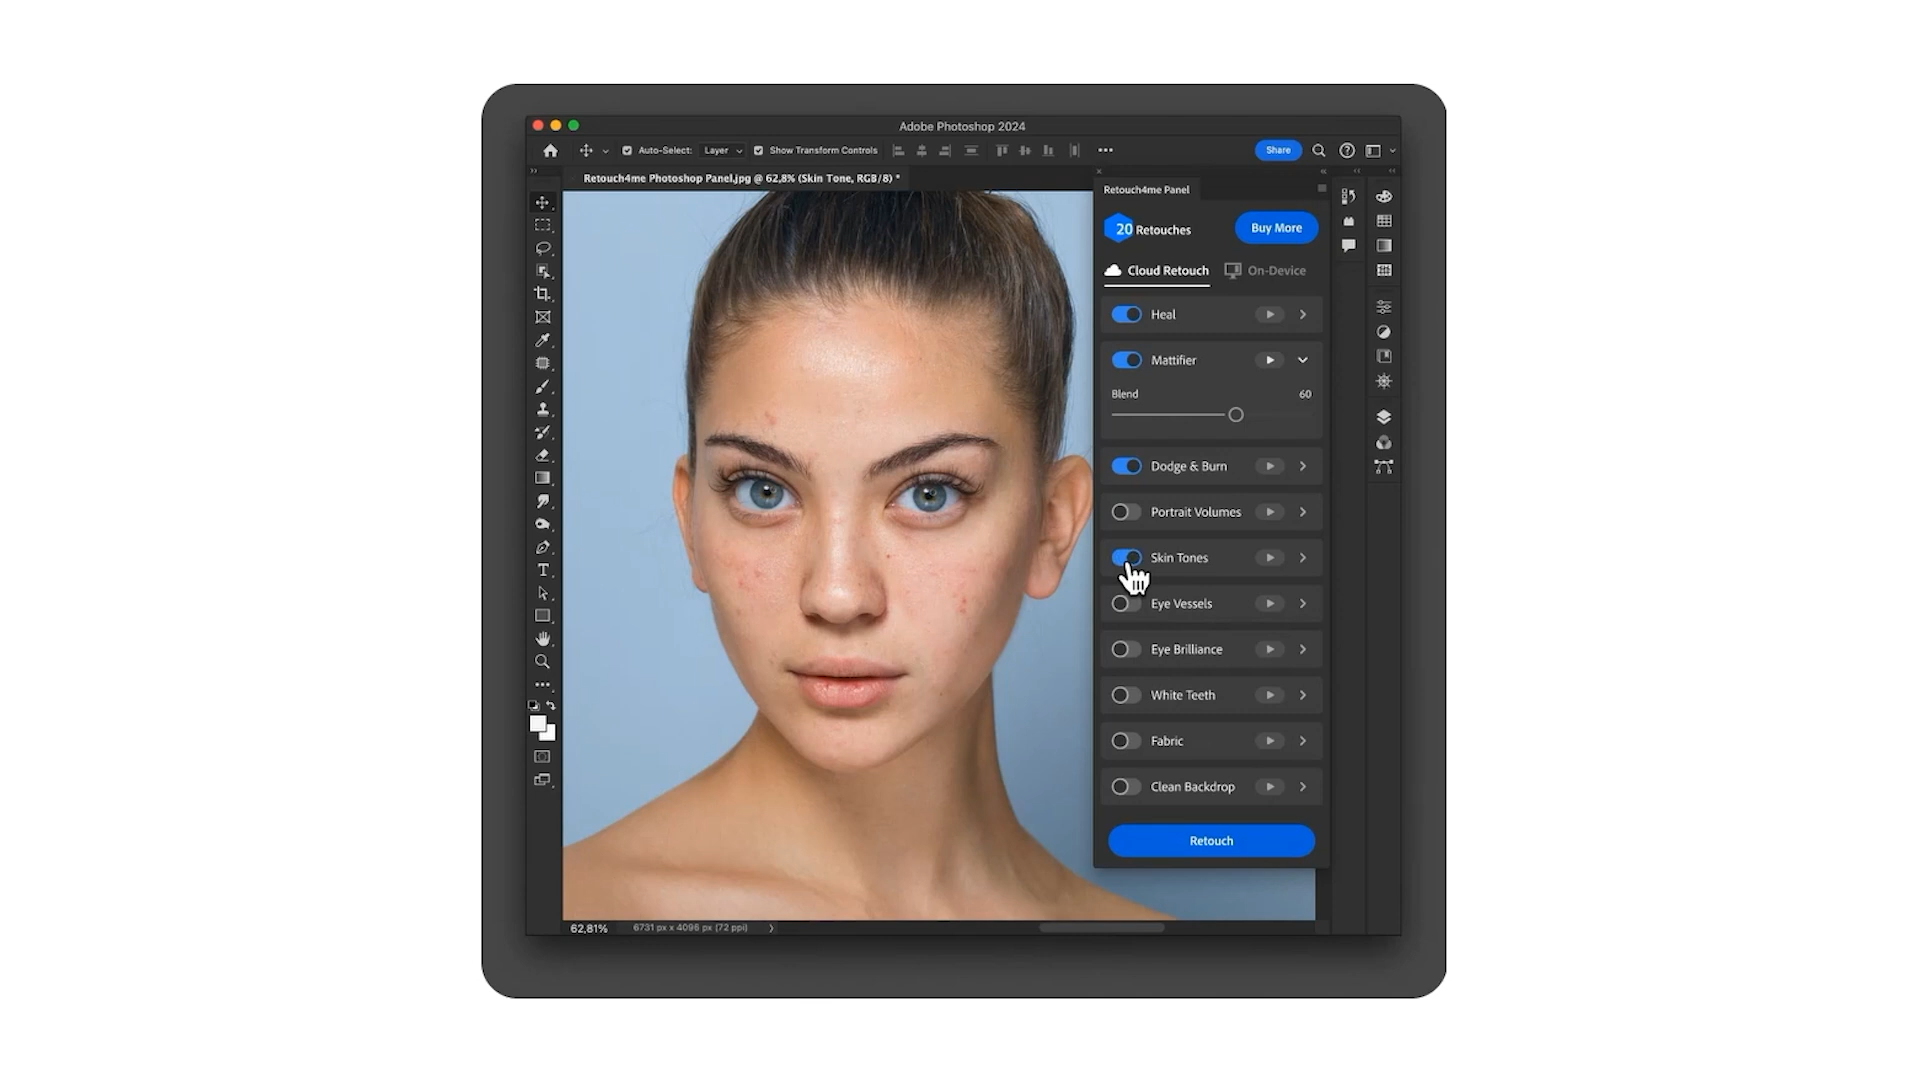 Adobe Photoshop 2024
Auto-Select: Layer Show Transform Controls Share
Retouch4me Photoshop Panel.jpg @ 62,8% (Skin Tone, RGB/8) *
Retouch4me Panel
20 Retouches Buy More
Cloud Retouch On-Device
Heal
Mattifier
Blend 60
Dodge & Burn
Portrait Volumes
Skin Tones
Eye Vessels
Eye Brilliance
White Teeth
Fabric
Clean Backdrop
Retouch
62,81% 6731 px x 4096 px (72 ppi)